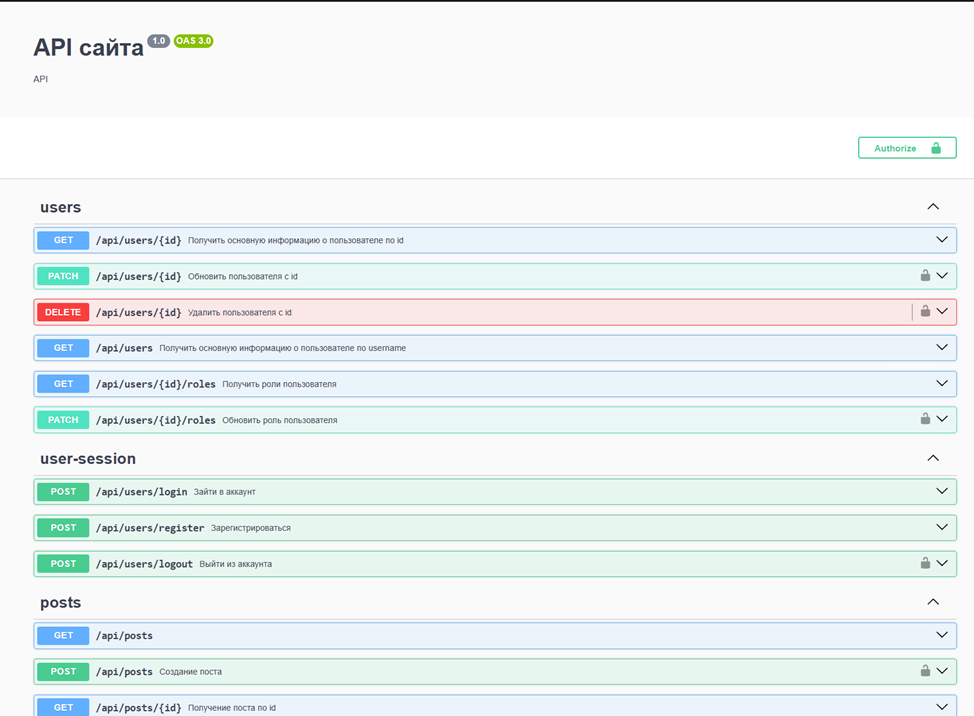 API сайта 1.0 OAS 3.0
API
Authorize
users
GET /api/users/{id} Получить основную информацию о пользователе по id
PATCH /api/users/{id} Обновить пользователя с id
DELETE /api/users/{id} Удалить пользователя с id
GET /api/users Получить основную информацию о пользователе по username
GET /api/users/{id}/roles Получить роли пользователя
PATCH /api/users/{id}/roles Обновить роль пользователя
user-session
POST /api/users/login Зайти в аккаунт
POST /api/users/register Зарегистрироваться
POST /api/users/logout Выйти из аккаунта
posts
GET /api/posts
POST /api/posts Создание поста
GET /api/posts/{id} Получение поста по id